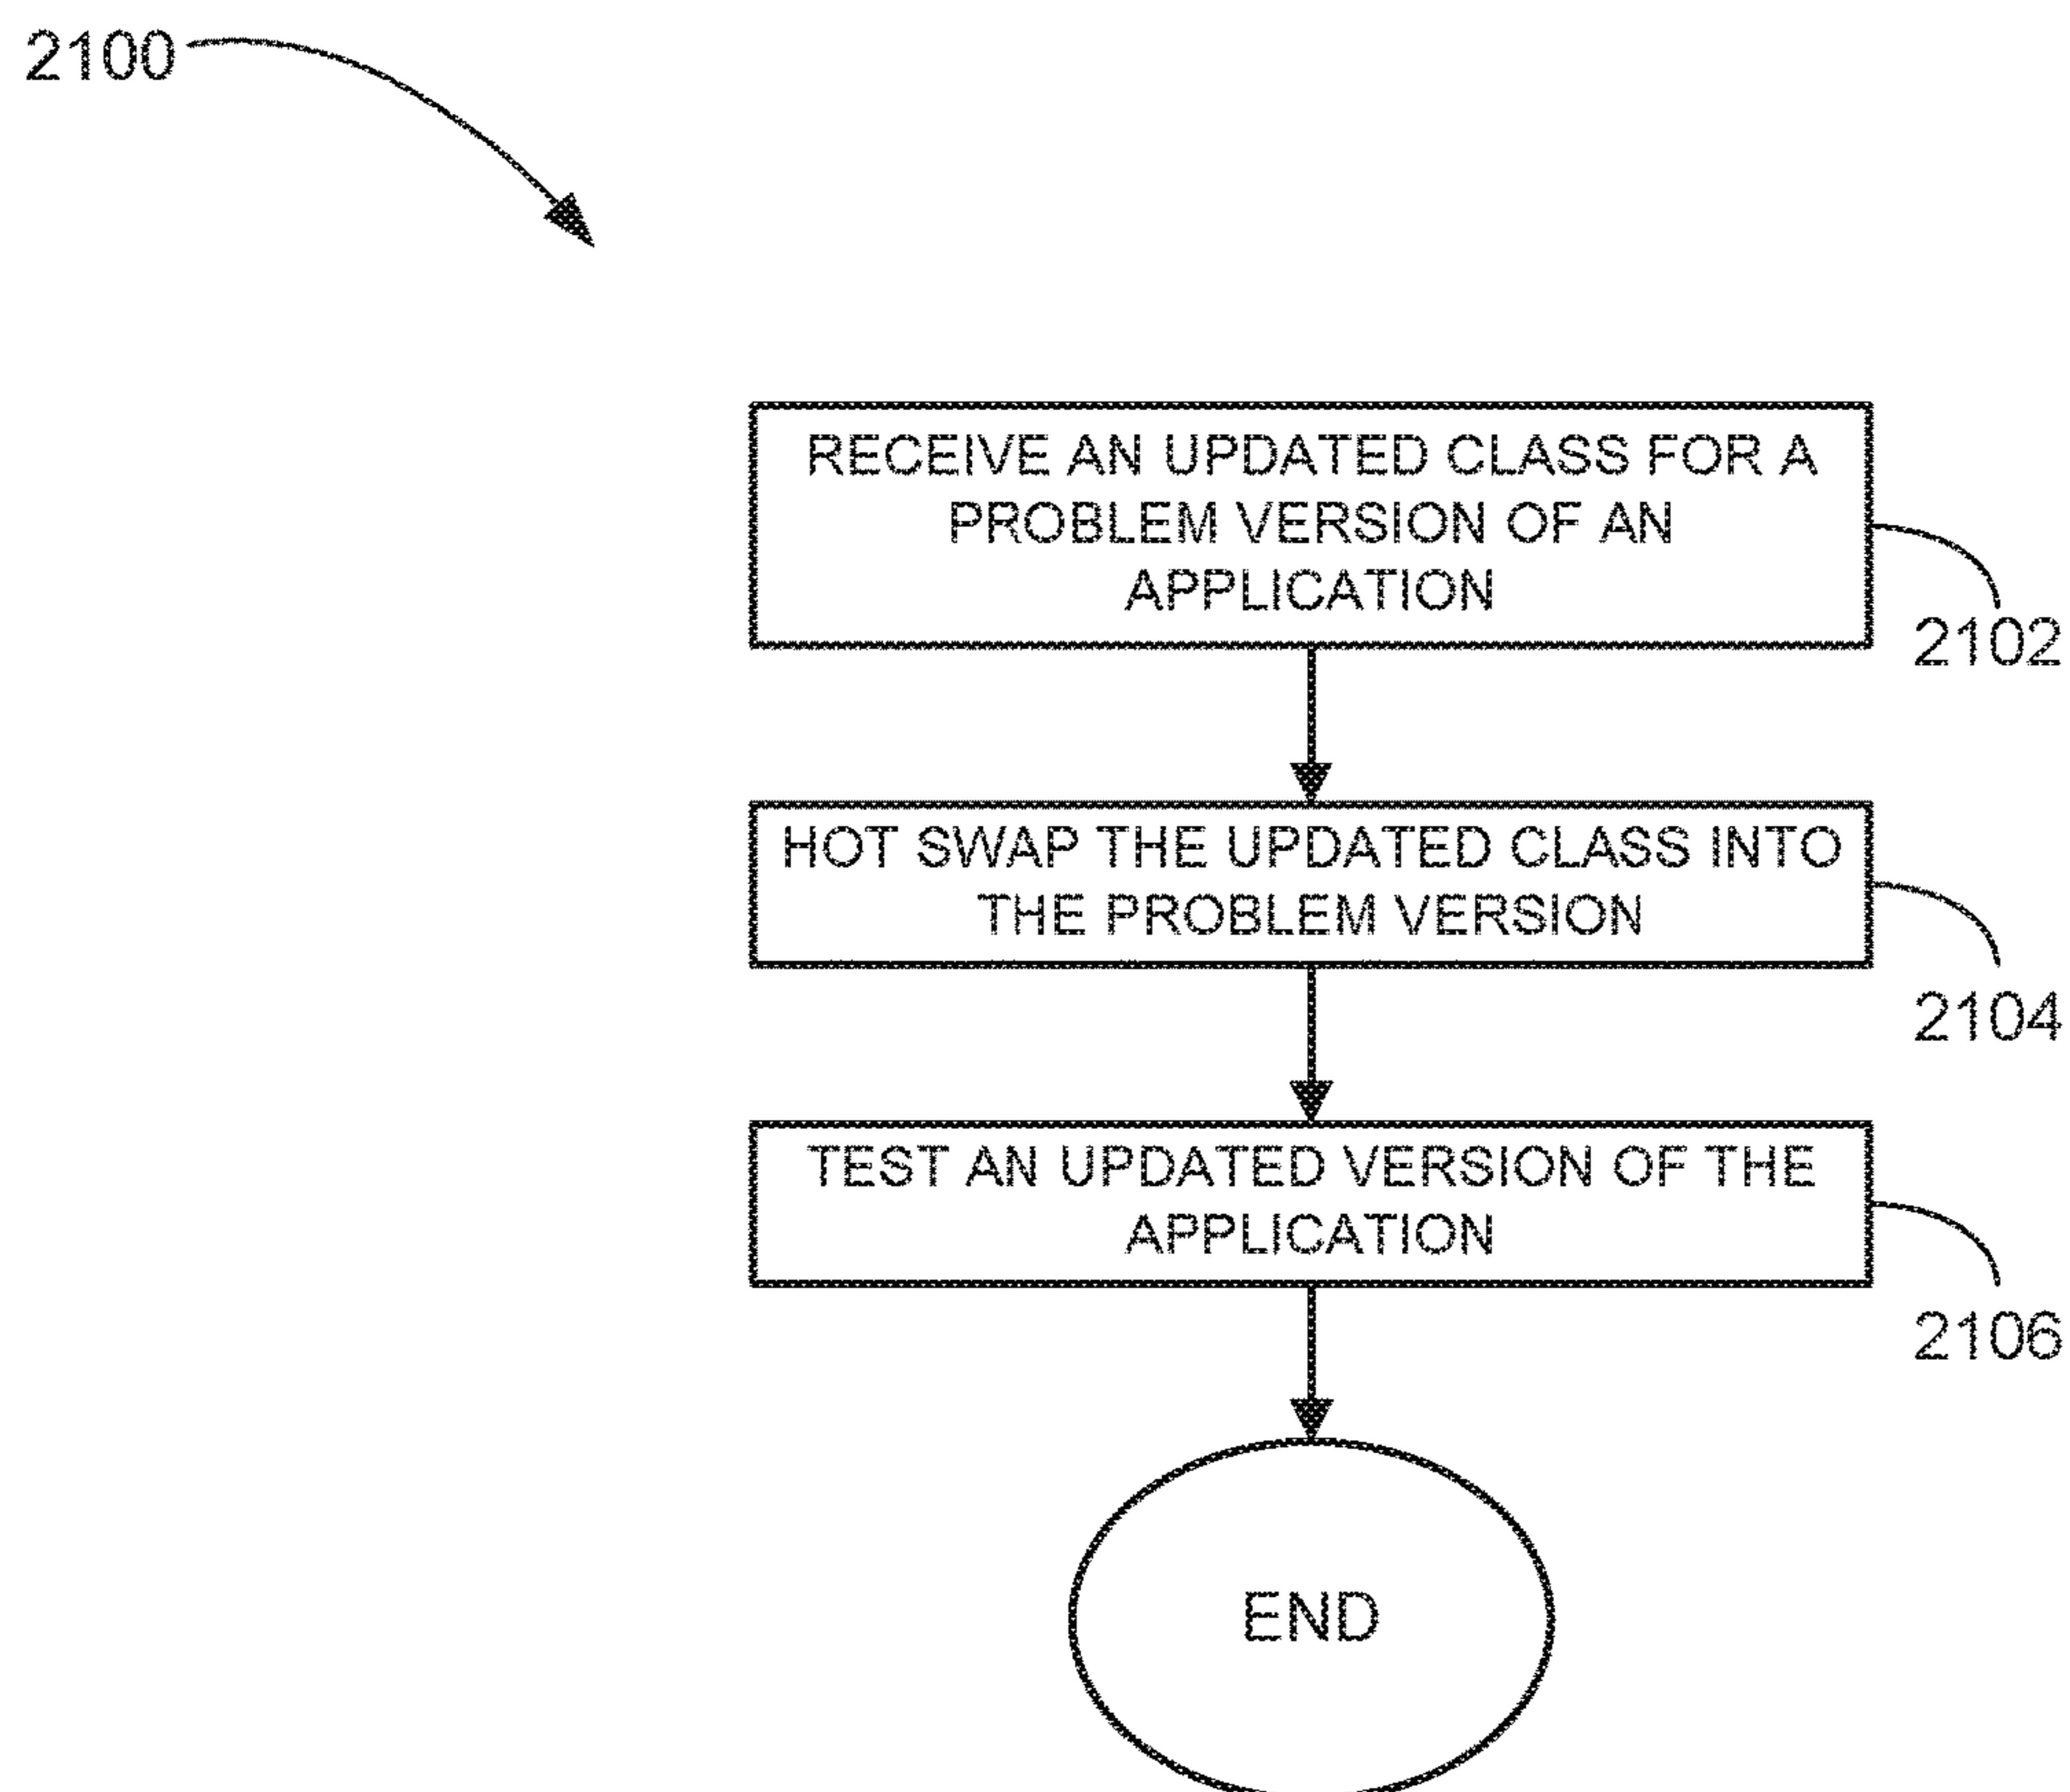 2100
RECEIVE AN UPDATED CLASS FOR A
PROBLEM VERSION OF AN
APPLICATION
2102
HOT SWAP THE UPDATED CLASS INTO
THE PROBLEM VERSION
2104
TEST AN UPDATED VERSION OF THE
APPLICATION
2106
END